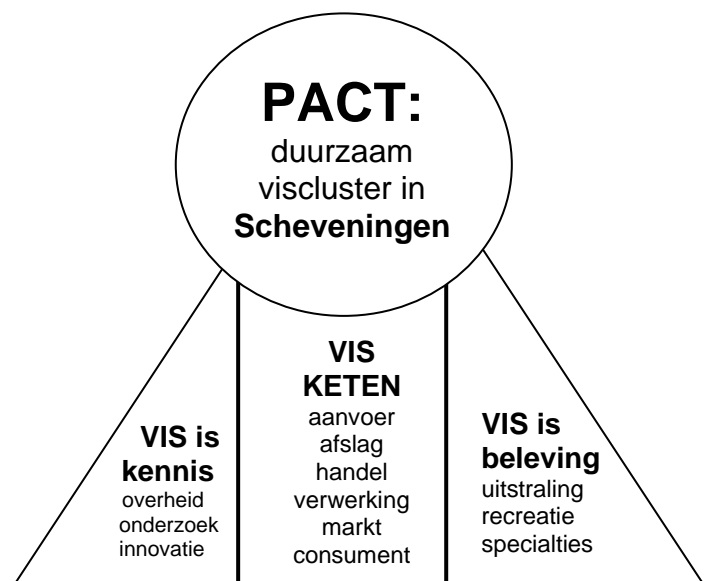 PACT:
duurzaam
viscluster in
Scheveningen
VIS is
kennis
overheid
onderzoek
innovatie
VIS
KETEN
aanvoer
afslag
handel
verwerking
markt
consument
VIS is
beleving
uitstraling
recreatie
specialties